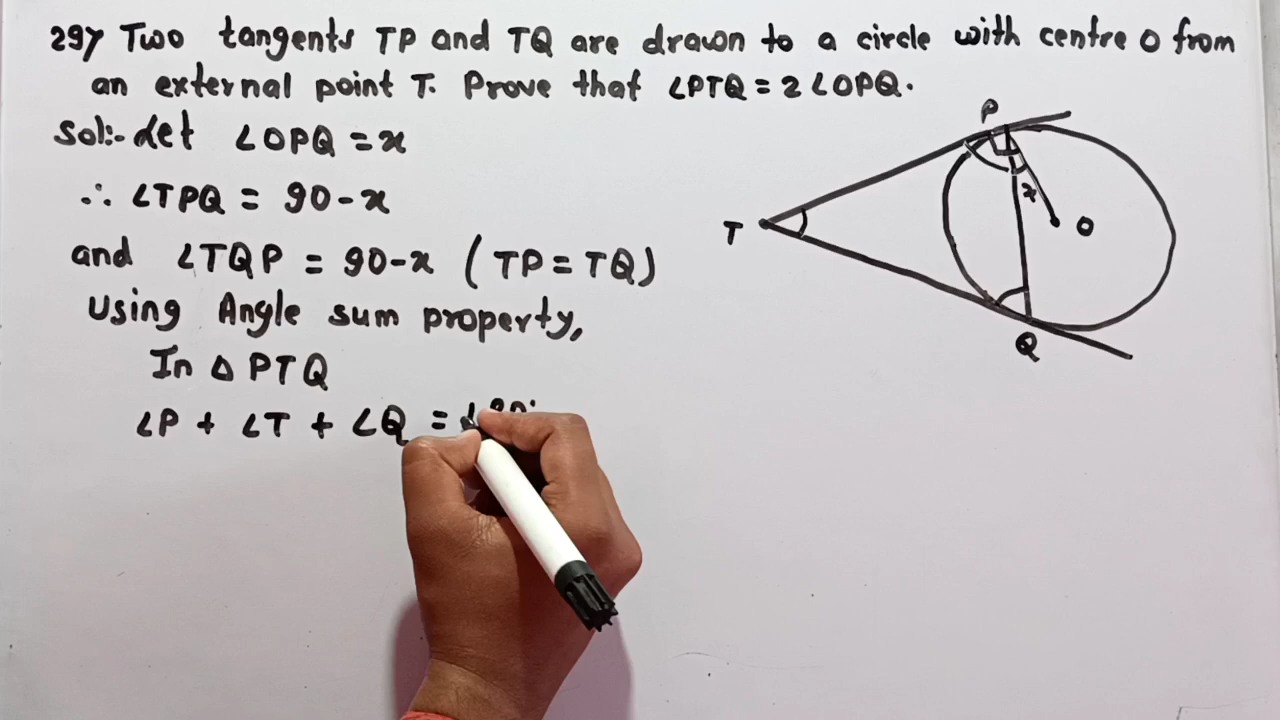 29) Two tangents TP and TQ are drawn to a circle with centre O from
an external point T. Prove that ∠PTQ = 2∠OPQ.
Sol:- Let ∠OPQ = x
∴ ∠TPQ = 90 - x
and ∠TQP = 90 - x (TP = TQ)
Using Angle sum property,
In Δ PTQ
∠P + ∠T + ∠Q =
P
x
T
O
Q